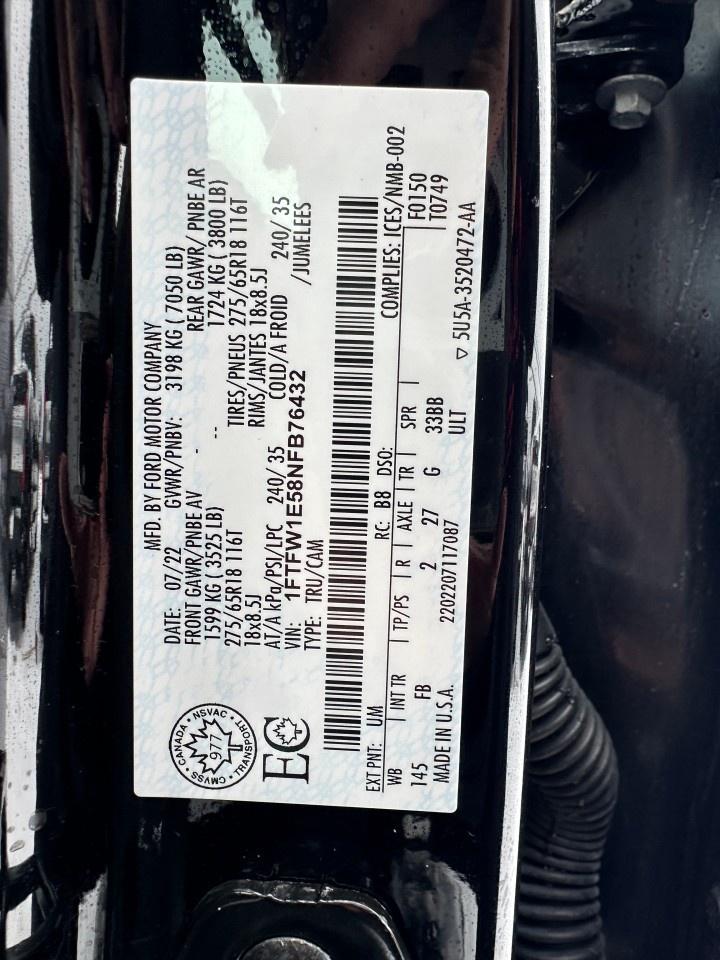 MFD. BY FORD MOTOR COMPANY
DATE: 07/22 GVWR/PNBV: 3198 KG ( 7050 LB)
FRONT GAWR/PNBE AV REAR GAWR/ PNBE AR
1599 KG ( 3525 LB) - 1724 KG ( 3800 LB)
275/65R18 116T -- TIRES/PNEUS 275/65R18 116T
18x8.5J RIMS/JANTES 18x8.5J
AT/A kPa/PSI/LPC 240/ 35 COLD/A FROID 240/ 35
VIN: 1FTFW1E58NFB76432 /JUMELEES
TYPE: TRU/CAM
CANADA • NSVAC • TRANSPORT • CMVSS •
977
EC
COMPLIES: ICES/NMB-002
EXT PNT: UM RC: B8 DSO: F0150
WB INT TR TP/PS R AXLE TR SPR T0749
145 FB 2 27 G 33BB
MADE IN U.S.A. 2202207117087 ULT
▽ 5U5A-3520472-AA